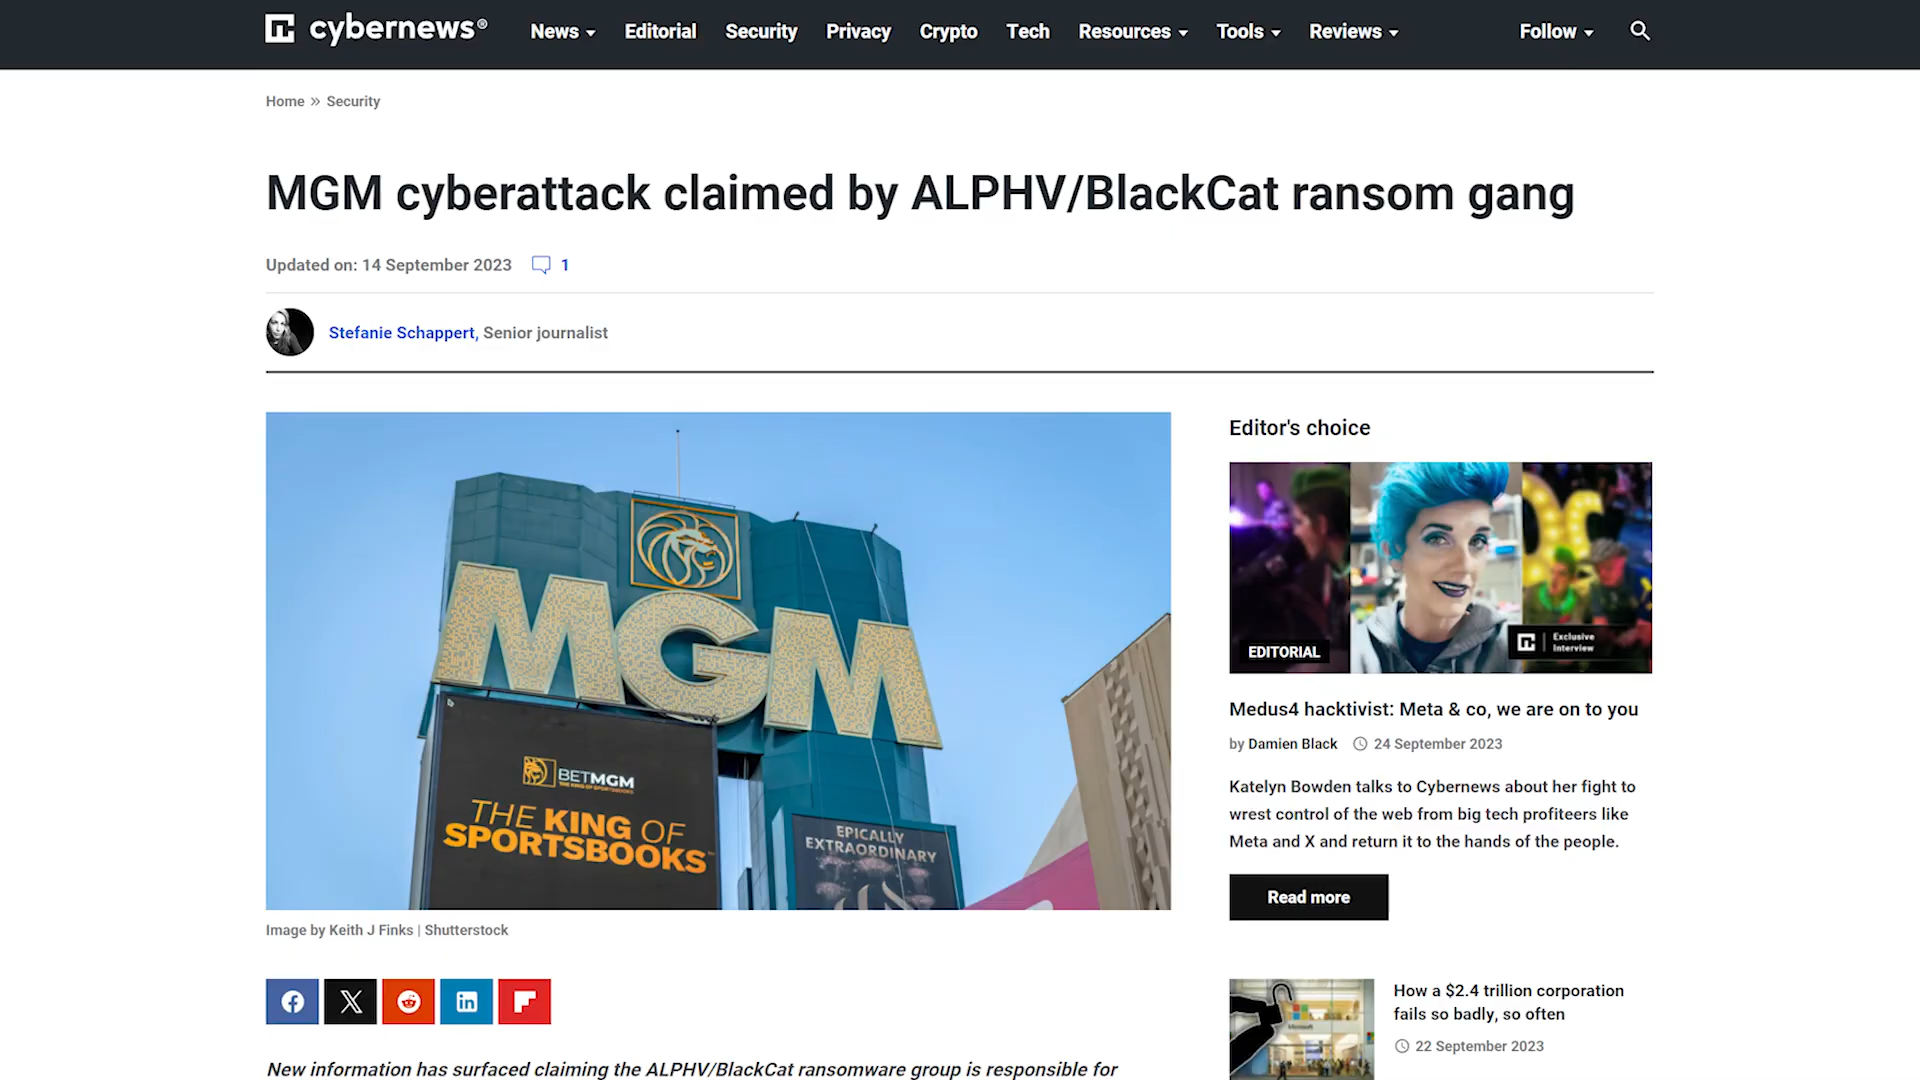 cybernews®
News
Editorial
Security
Privacy
Crypto
Tech
Resources
Tools
Reviews
Follow
Home » Security
MGM cyberattack claimed by ALPHV/BlackCat ransom gang
Updated on: 14 September 2023
1
Stefanie Schappert, Senior journalist
MGM
BETMGM
THE KING OF SPORTSBOOKS
THE KING OF
SPORTSBOOKS
EPICALLY
EXTRAORDINARY
Image by Keith J Finks | Shutterstock
New information has surfaced claiming the ALPHV/BlackCat ransomware group is responsible for
Editor's choice
EDITORIAL
Exclusive
Interview
Medus4 hacktivist: Meta & co, we are on to you
by Damien Black
24 September 2023
Katelyn Bowden talks to Cybernews about her fight to
wrest control of the web from big tech profiteers like
Meta and X and return it to the hands of the people.
Read more
Microsoft
How a $2.4 trillion corporation
fails so badly, so often
22 September 2023